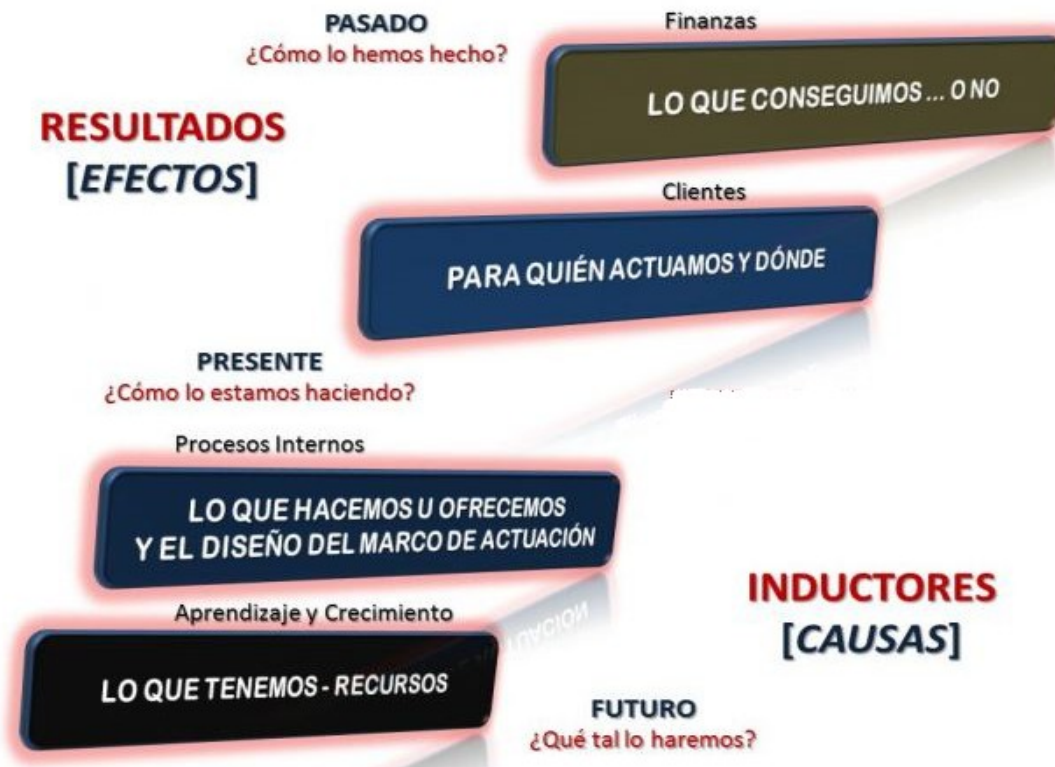 PASADO
¿Cómo lo hemos hecho?
Finanzas
LO QUE CONSEGUIMOS ... O NO
RESULTADOS
[EFECTOS]
Clientes
PARA QUIÉN ACTUAMOS Y DÓNDE
PRESENTE
¿Cómo lo estamos haciendo?
Procesos Internos
LO QUE HACEMOS U OFRECEMOS
Y EL DISEÑO DEL MARCO DE ACTUACIÓN
Aprendizaje y Crecimiento
LO QUE TENEMOS - RECURSOS
INDUCTORES
[CAUSAS]
FUTURO
¿Qué tal lo haremos?